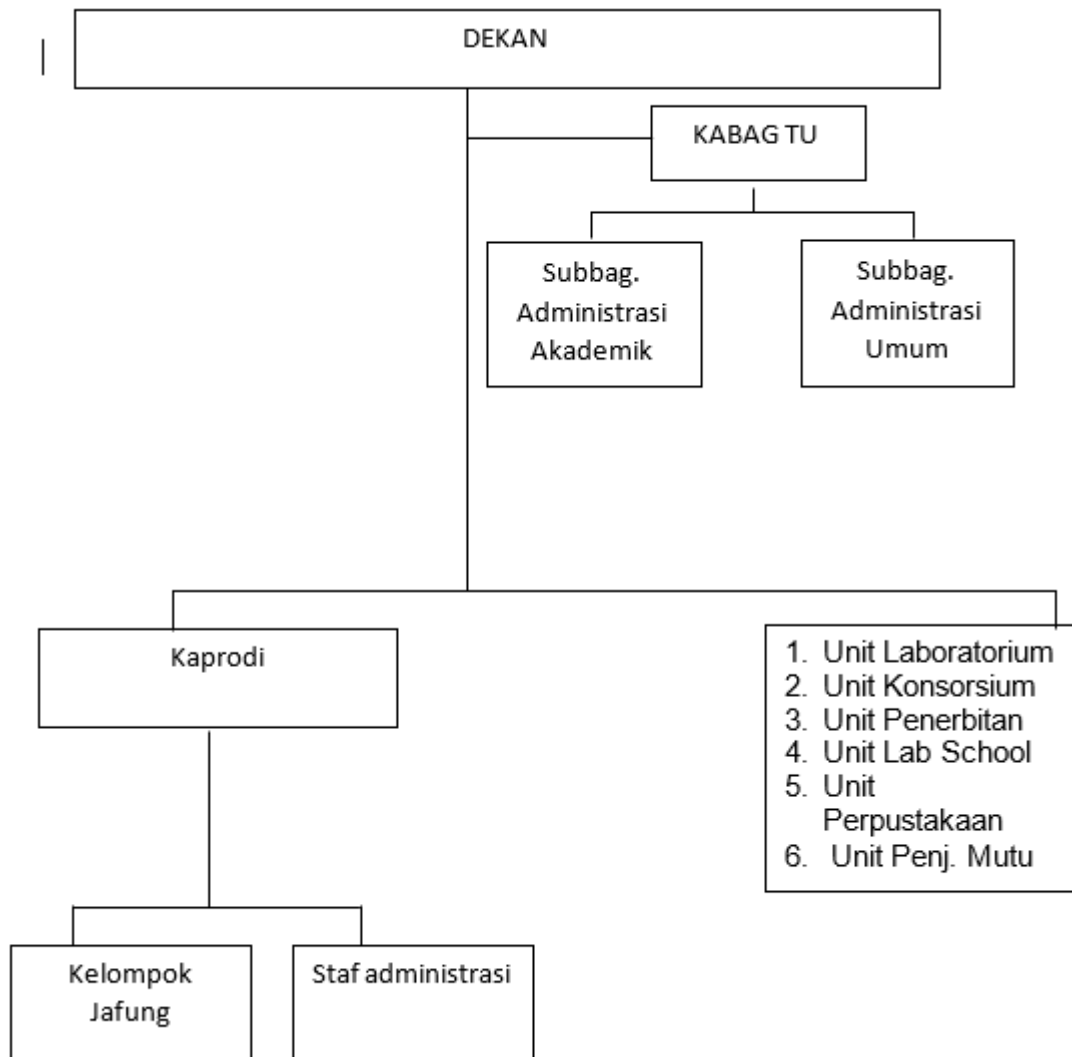 DEKAN
KABAG TU
Subbag.
Administrasi
Akademik
Subbag.
Administrasi
Umum
Kaprodi
1. Unit Laboratorium
2. Unit Konsorsium
3. Unit Penerbitan
4. Unit Lab School
5. Unit
Perpustakaan
6. Unit Penj. Mutu
Kelompok
Jafung
Staf administrasi